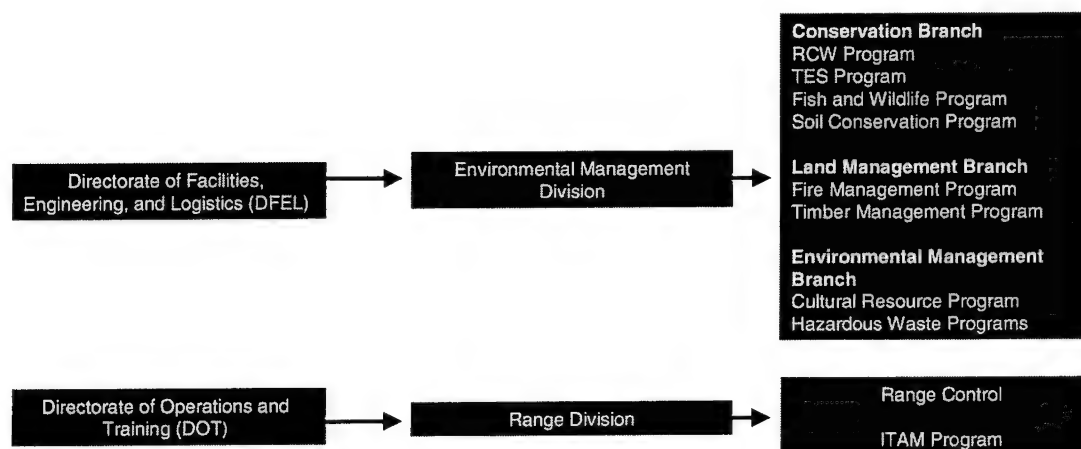 Directorate of Facilities,
Engineering, and Logistics (DFEL)
Environmental Management
Division
Conservation Branch
RCW Program
TES Program
Fish and Wildlife Program
Soil Conservation Program
Land Management Branch
Fire Management Program
Timber Management Program
Environmental Management
Branch
Cultural Resource Program
Hazardous Waste Programs
Directorate of Operations and
Training (DOT)
Range Division
Range Control
ITAM Program